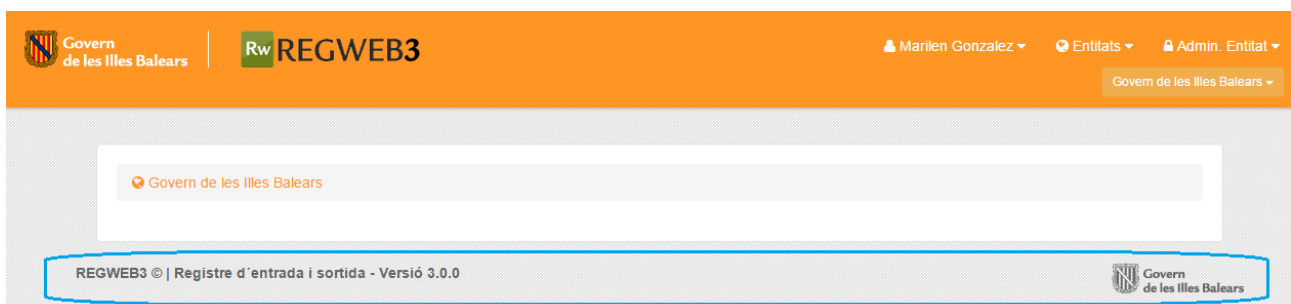 Govern
de les Illes Balears
Rw REGWEB3
Marilen Gonzalez
Entitats
Admin. Entitat
Govern de les Illes Balears
Govern de les Illes Balears
REGWEB3 © | Registre d´entrada i sortida - Versió 3.0.0
Govern
de les Illes Balears